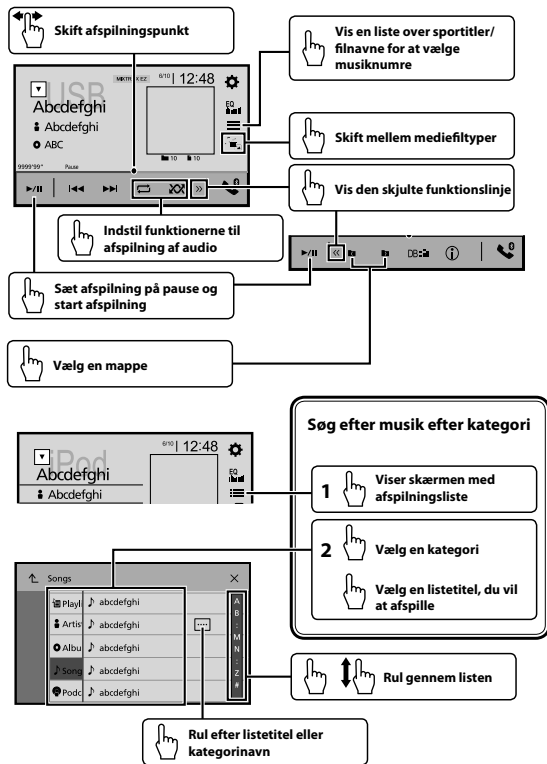 Skift afspilningspunkt
Vis en liste over sportitler/
filnavne for at vælge
musiknumre
USB
MIXTRAX EZ
6/10 12:48
Abcdefghi
EQ
Abcdefghi
ABC
10 10
9999'99" Pause
Skift mellem mediefiltyper
Vis den skjulte funktionslinje
Indstil funktionerne til
afspilning af audio
DB:
Sæt afspilning på pause og
start afspilning
Vælg en mappe
Søg efter musik efter kategori
iPod
6/10 12:48
Abcdefghi
EQ
Abcdefghi
1 Viser skærmen med
afspilningsliste
2 Vælg en kategori
Vælg en listetitel, du vil
at afspille
Songs
Playli abcdefghi
Artis abcdefghi
Albu abcdefghi
Song abcdefghi
Podc abcdefghi
A
B
:
M
N
:
Z
#
Rul gennem listen
Rul efter listetitel eller
kategorinavn